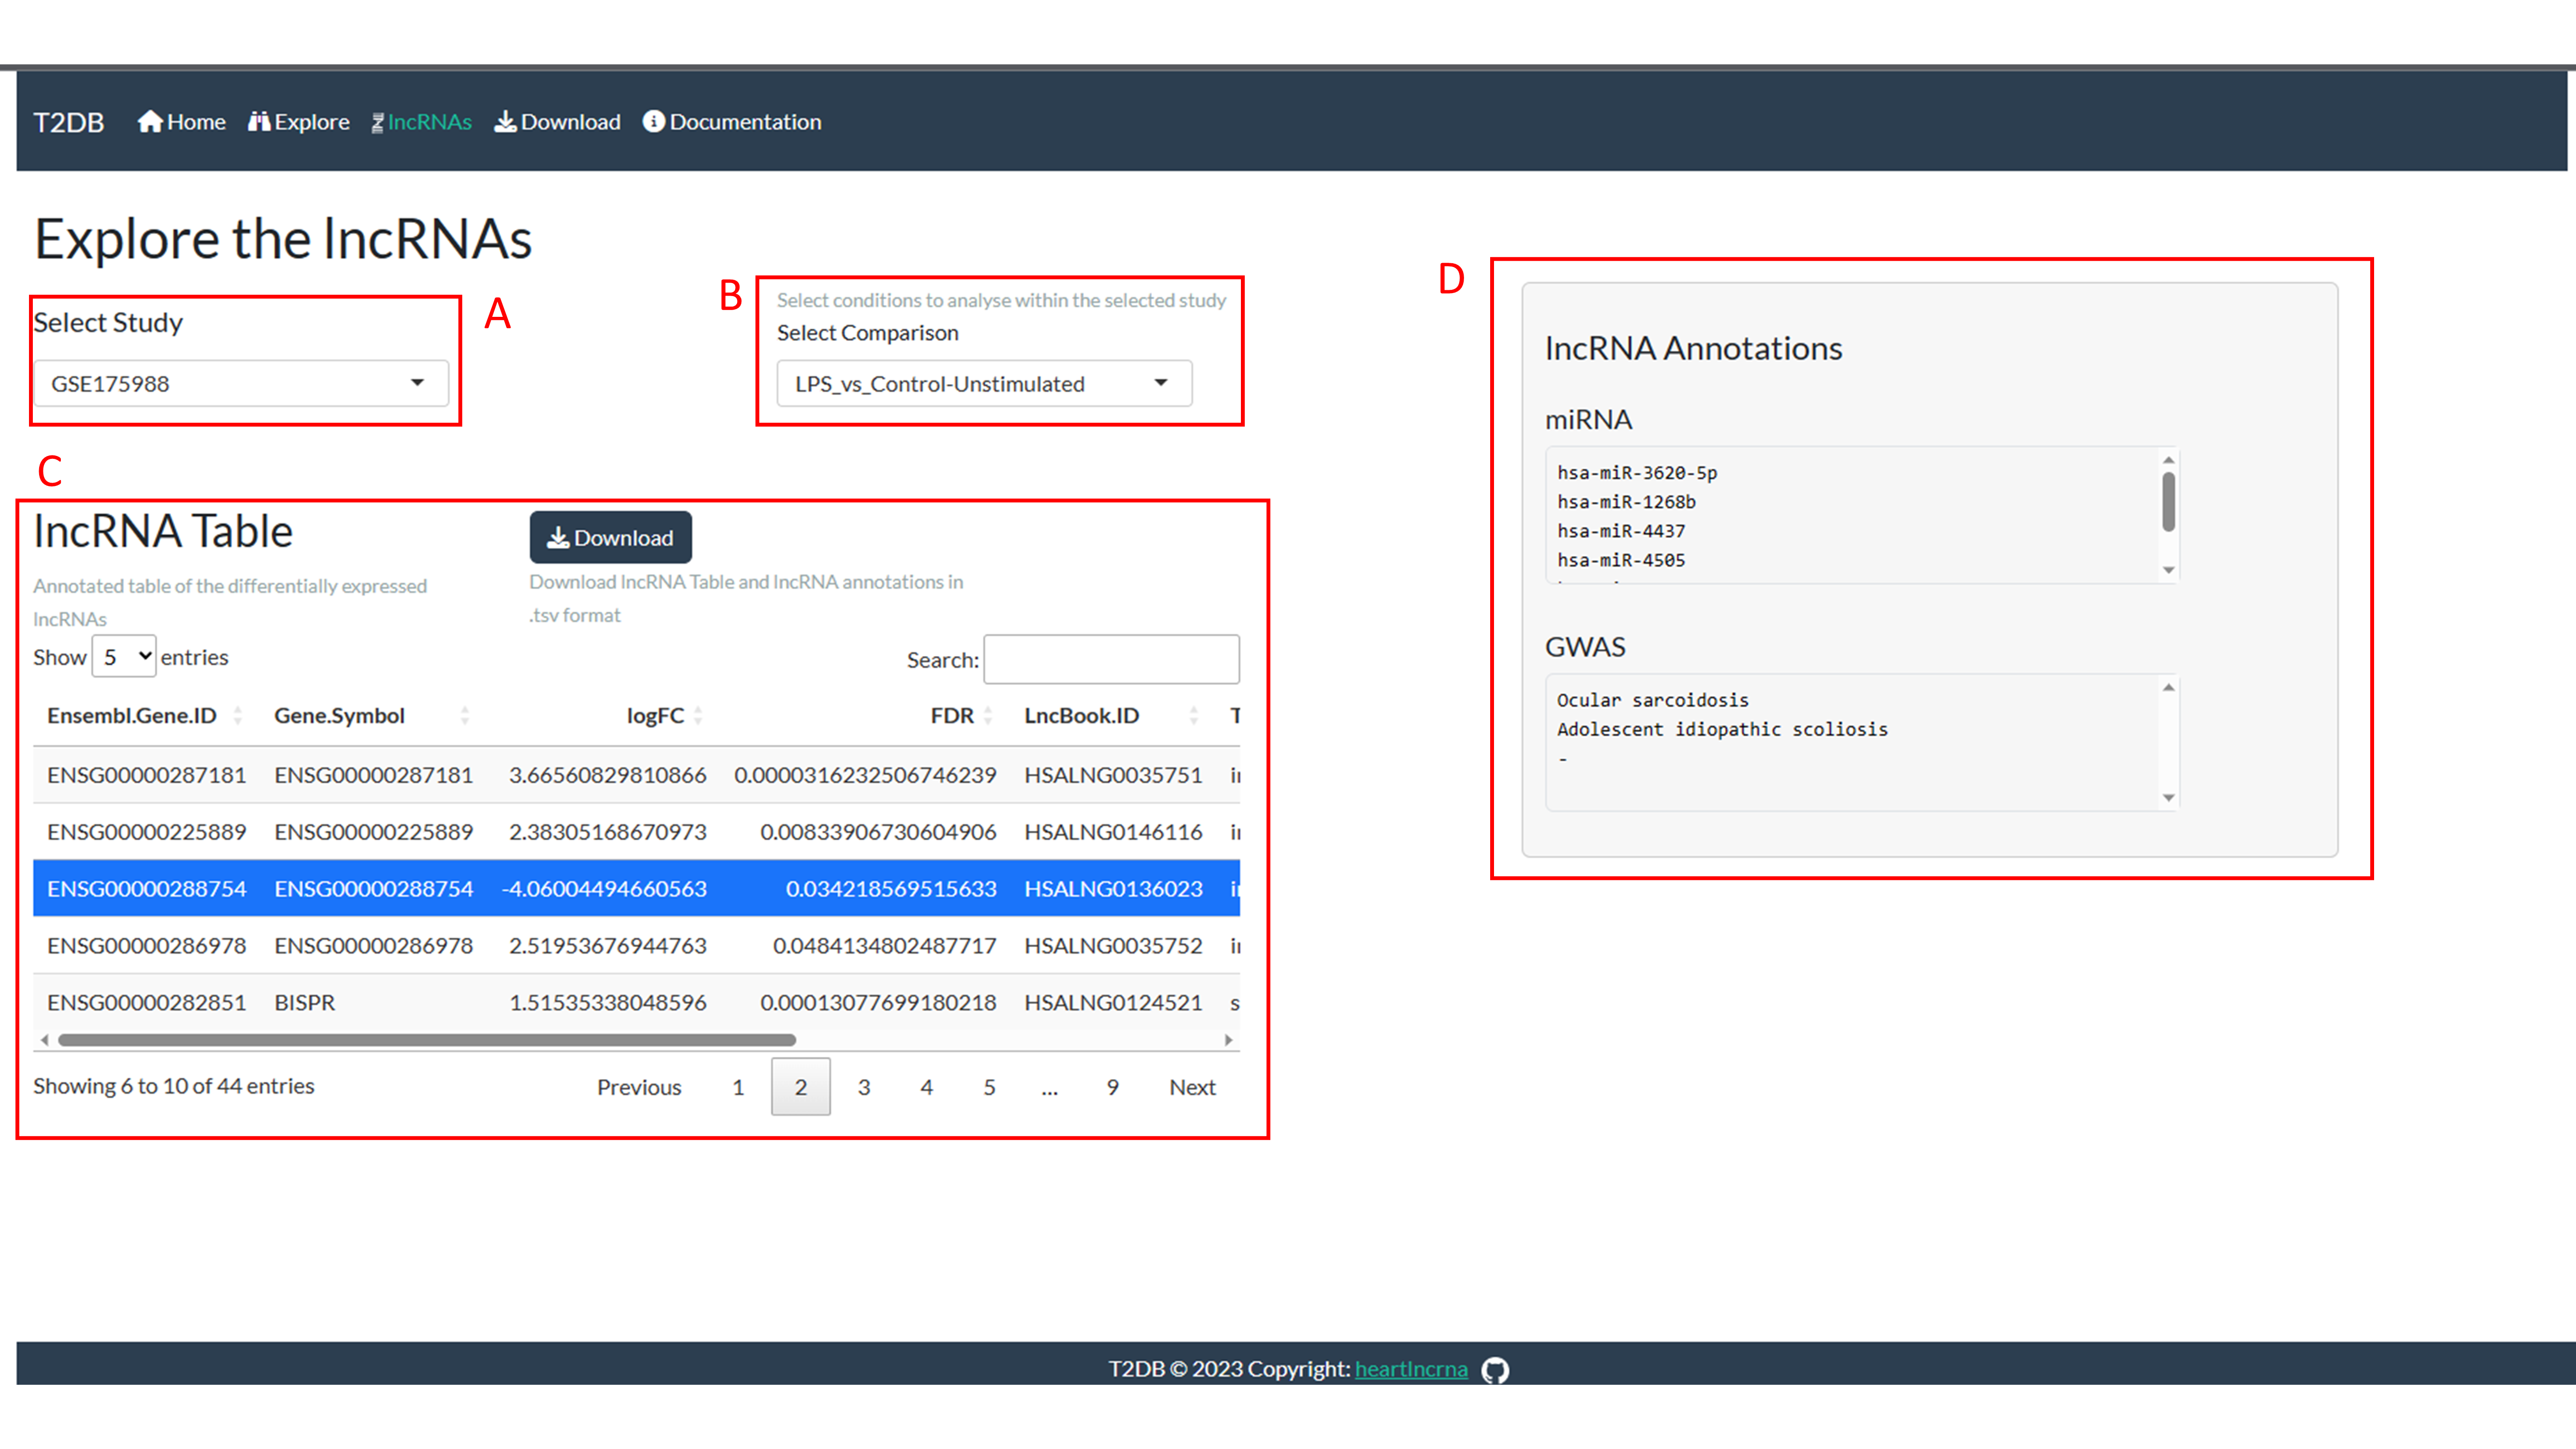 T2DB Home Explore lncRNAs Download Documentation
Explore the lncRNAs
A
Select Study
GSE175988
B
Select conditions to analyse within the selected study
Select Comparison
LPS_vs_Control-Unstimulated
C
lncRNA Table
Download
Annotated table of the differentially expressed
lncRNAs
Download lncRNA Table and lncRNA annotations in
.tsv format
Show 5 entries
Search:
Ensembl.Gene.ID Gene.Symbol logFC FDR LncBook.ID T
ENSG00000287181 ENSG00000287181 3.66560829810866 0.0000316232506746239 HSALNG0035751
ENSG00000225889 ENSG00000225889 2.38305168670973 0.00833906730604906 HSALNG0146116
ENSG00000288754 ENSG00000288754 -4.06004494660563 0.034218569515633 HSALNG0136023
ENSG00000286978 ENSG00000286978 2.51953676944763 0.0484134802487717 HSALNG0035752
ENSG00000282851 BISPR 1.51535338048596 0.00013077699180218 HSALNG0124521 s
Showing 6 to 10 of 44 entries
Previous 1 2 3 4 5 ... 9 Next
D
lncRNA Annotations
miRNA
hsa-miR-3620-5p
hsa-miR-1268b
hsa-miR-4437
hsa-miR-4505
GWAS
Ocular sarcoidosis
Adolescent idiopathic scoliosis
-
T2DB © 2023 Copyright: heartlncrna